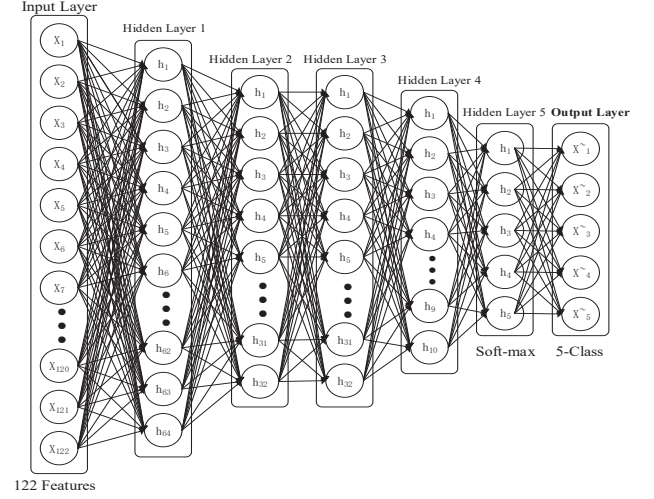 Input Layer
X1
X2
X3
X4
X5
X6
X7
X120
X121
X122
122 Features
Hidden Layer 1
h1
h2
h3
h4
h5
h6
h62
h63
h64
Hidden Layer 2
h1
h2
h3
h4
h5
h31
h32
Hidden Layer 3
h1
h2
h3
h4
h5
h31
h32
Hidden Layer 4
h1
h2
h3
h4
h9
h10
Hidden Layer 5
h1
h2
h3
h4
h5
Soft-max
Output Layer
X~1
X~2
X~3
X~4
X~5
5-Class